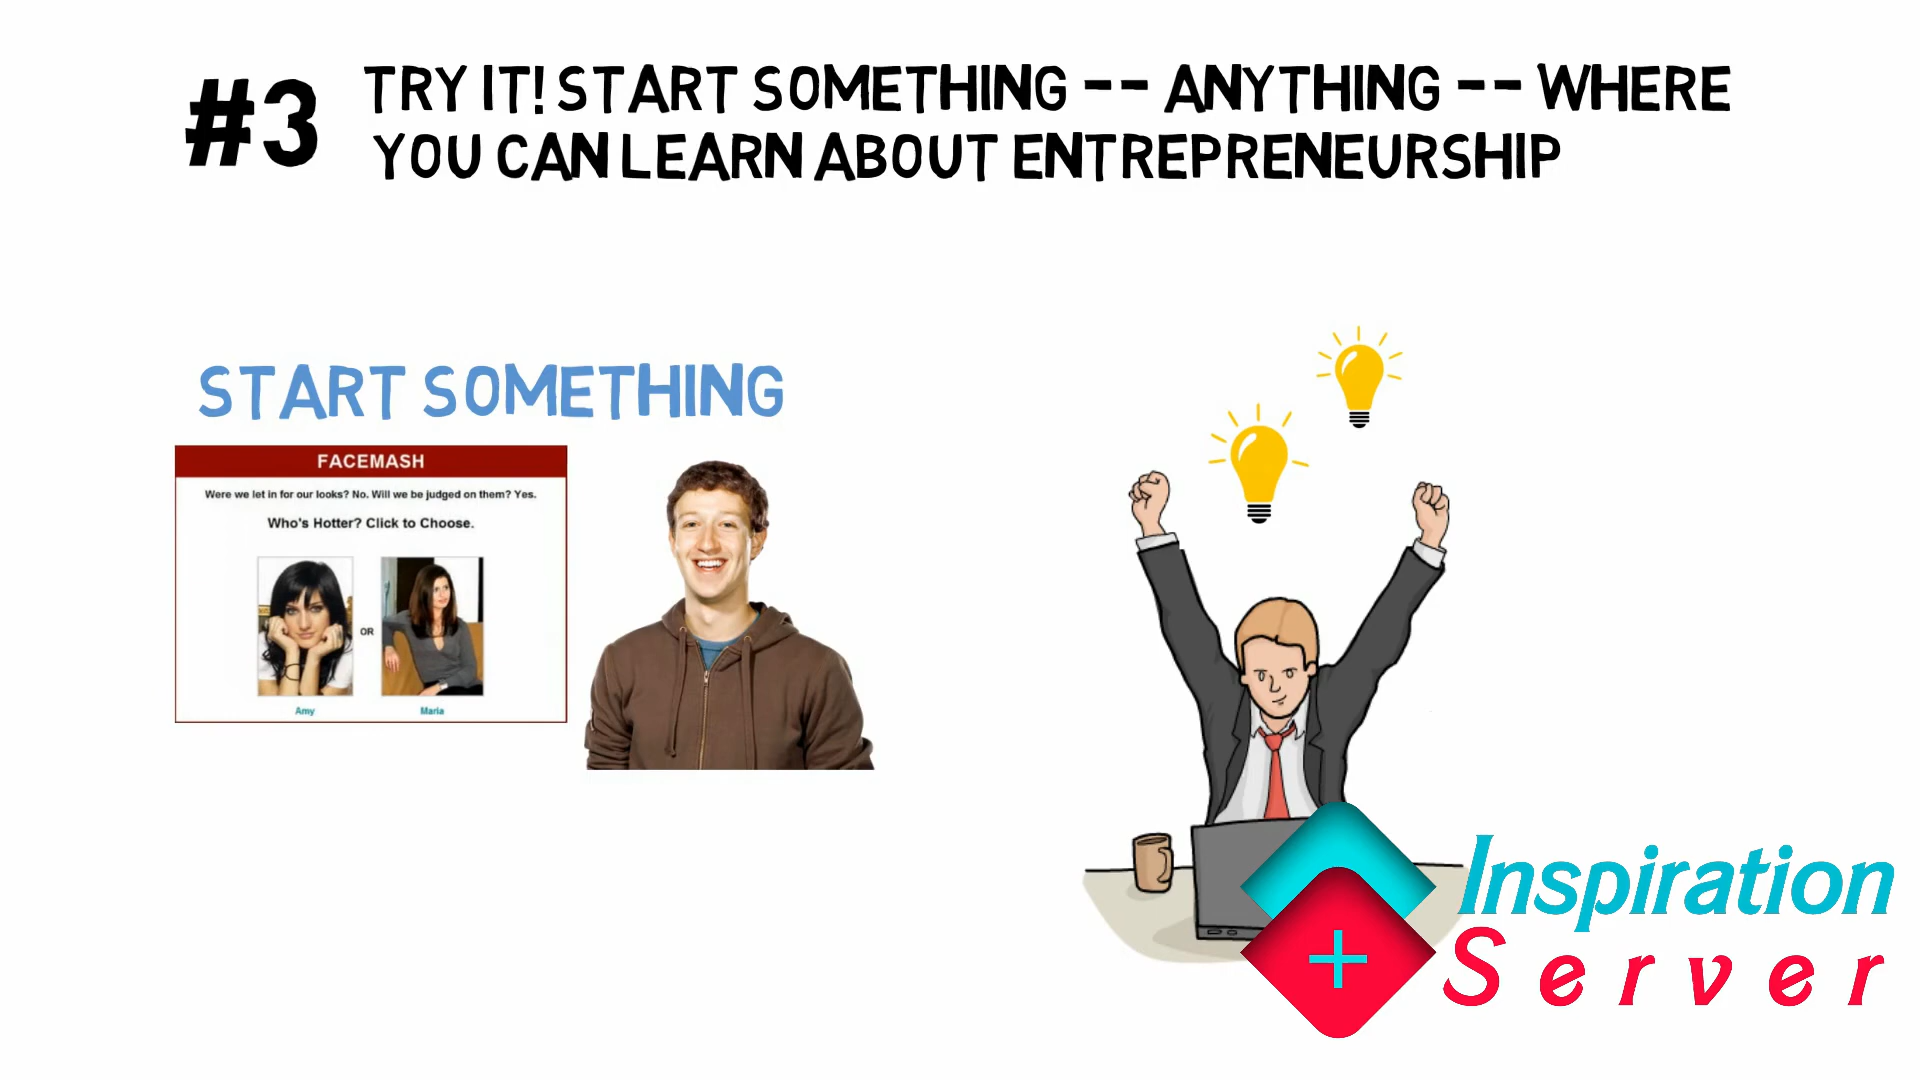 #3
TRY IT! START SOMETHING -- ANYTHING -- WHERE
YOU CAN LEARN ABOUT ENTREPRENEURSHIP
START SOMETHING
FACEMASH
Were we let in for our looks? No. Will we be judged on them? Yes.
Who's Hotter? Click to Choose.
OR
Amy
Maria
Inspiration
Server